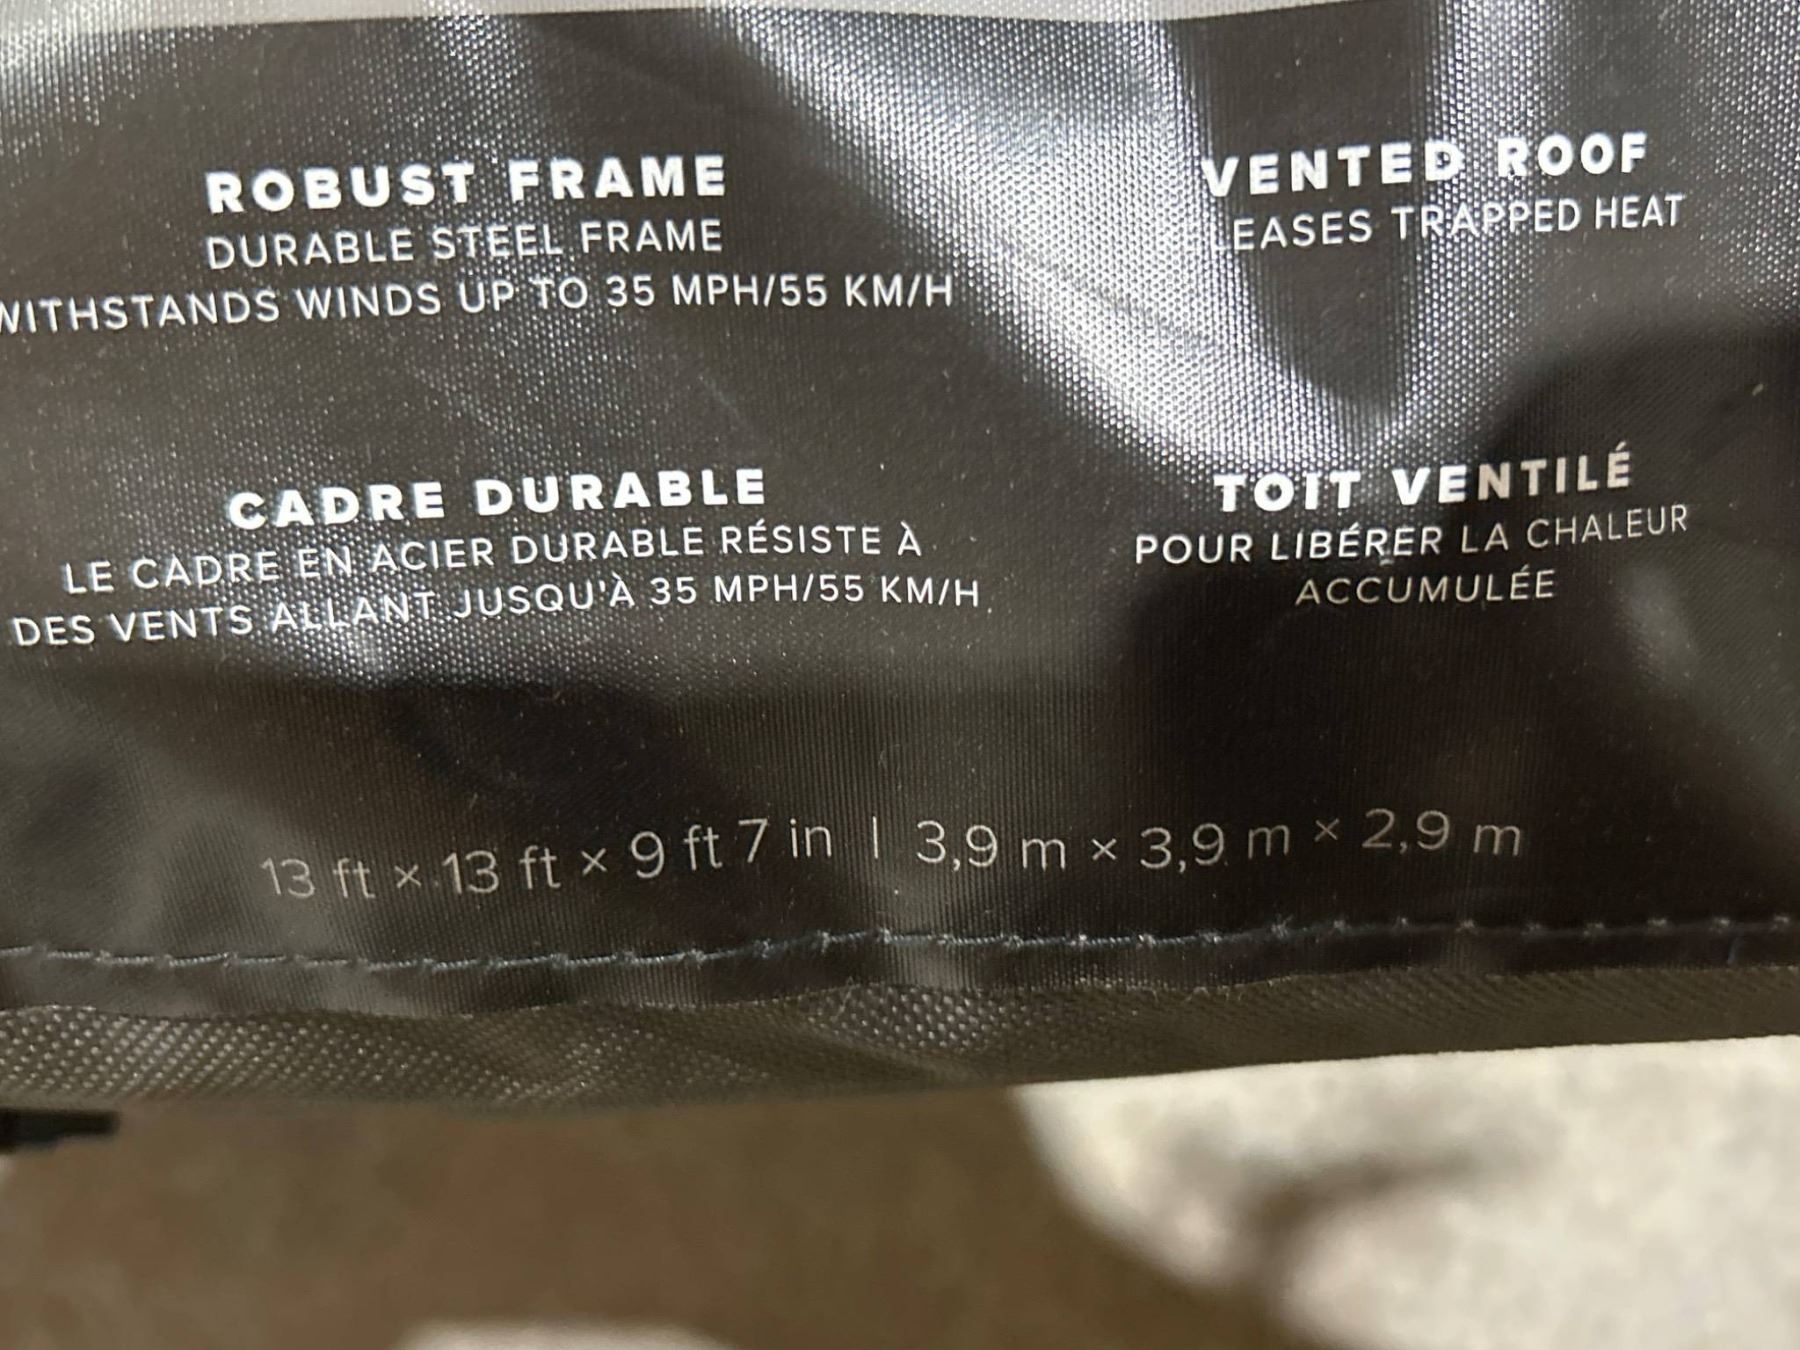 ROBUST FRAME
DURABLE STEEL FRAME
WITHSTANDS WINDS UP TO 35 MPH/55 KM/H
VENTED ROOF
TRAPPED HEAT
CADRE DURABLE
LE CADRE EN ACIER DURABLE RÉSISTE À
DES VENTS ALLANT JUSQU'À 35 MPH/55 KM/H
TOIT VENTILÉ
POUR LIBÉRER LA CHALEUR
ACCUMULÉE
13 ft × 13 ft × 9 ft 7 in | 3,9 m × 3,9 m × 2,9 m